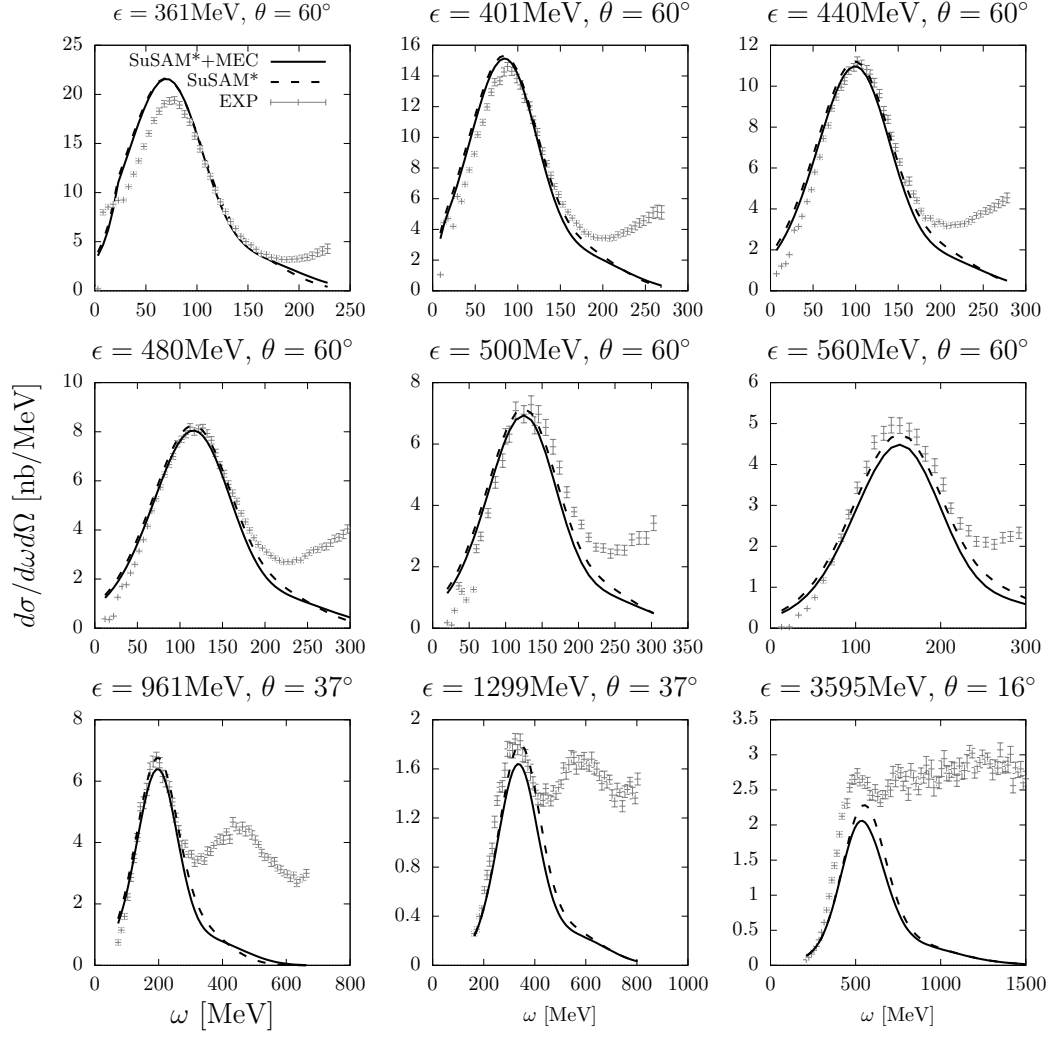 ϵ = 361MeV, θ = 60°
ϵ = 401MeV, θ = 60°
ϵ = 440MeV, θ = 60°
SuSAM*+MEC
SuSAM*
EXP
25
20
15
10
5
0
0 50 100 150 200 250
16
14
12
10
8
6
4
2
0
0 50 100 150 200 250 300
12
10
8
6
4
2
0
0 50 100 150 200 250 300
ϵ = 480MeV, θ = 60°
ϵ = 500MeV, θ = 60°
ϵ = 560MeV, θ = 60°
dσ/dωdΩ [nb/MeV]
10
8
6
4
2
0
0 50 100 150 200 250 300
8
6
4
2
0
0 50 100 150 200 250 300 350
6
5
4
3
2
1
0
0 100 200 300
ϵ = 961MeV, θ = 37°
ϵ = 1299MeV, θ = 37°
ϵ = 3595MeV, θ = 16°
8
6
4
2
0
0 200 400 600 800
ω [MeV]
2
1.6
1.2
0.8
0.4
0
0 200 400 600 800 1000
ω [MeV]
3.5
3
2.5
2
1.5
1
0.5
0
0 500 1000 1500
ω [MeV]